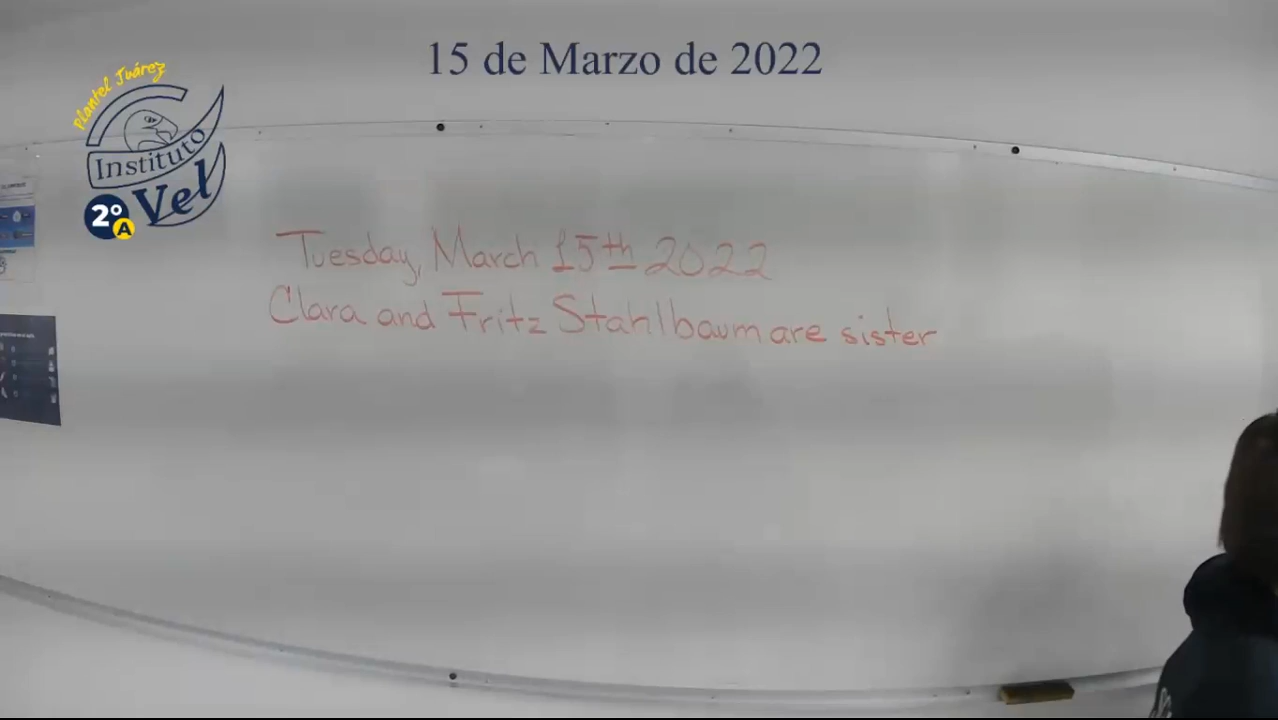 15 de Marzo de 2022
Plantel Juárez
Instituto
Vel
2º
A
Tuesday, March 15th 2022
Clara and Fritz Stahlbaum are sister